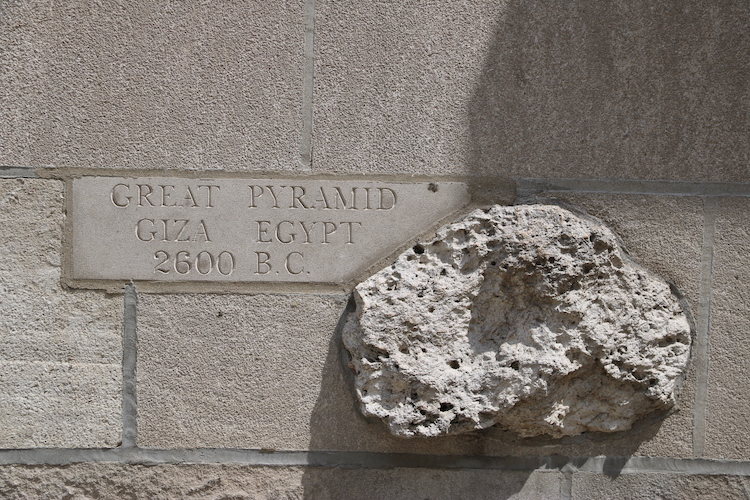 GREAT PYRAMID
GIZA EGYPT
2600 B.C.